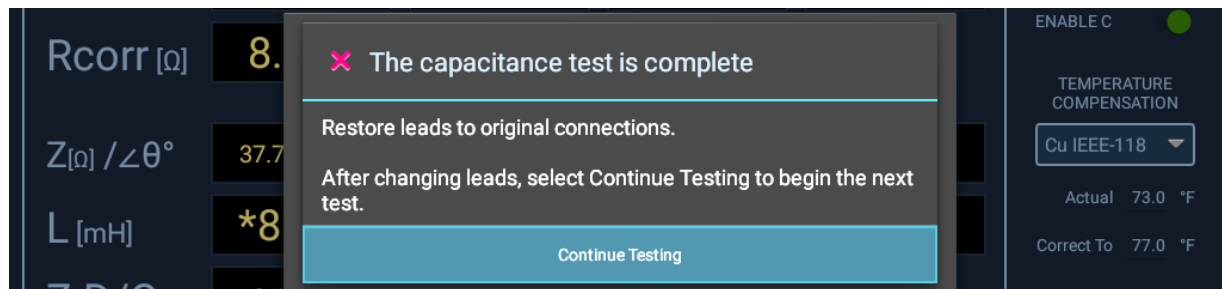 Rcorr [Ω]
8.
Z[Ω] /∠θ°
37.7
L [mH]
*8
The capacitance test is complete
Restore leads to original connections.
After changing leads, select Continue Testing to begin the next
test.
Continue Testing
ENABLE C
TEMPERATURE
COMPENSATION
Cu IEEE-118
Actual 73.0 °F
Correct To 77.0 °F